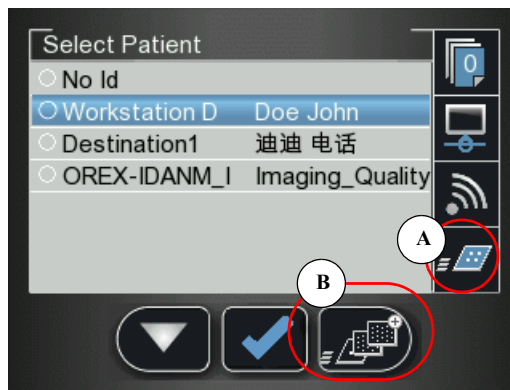 Select Patient
0
No Id
Workstation D Doe John
Destination1 迪迪 电话
OREX-IDANM_I Imaging_Quality
A
B